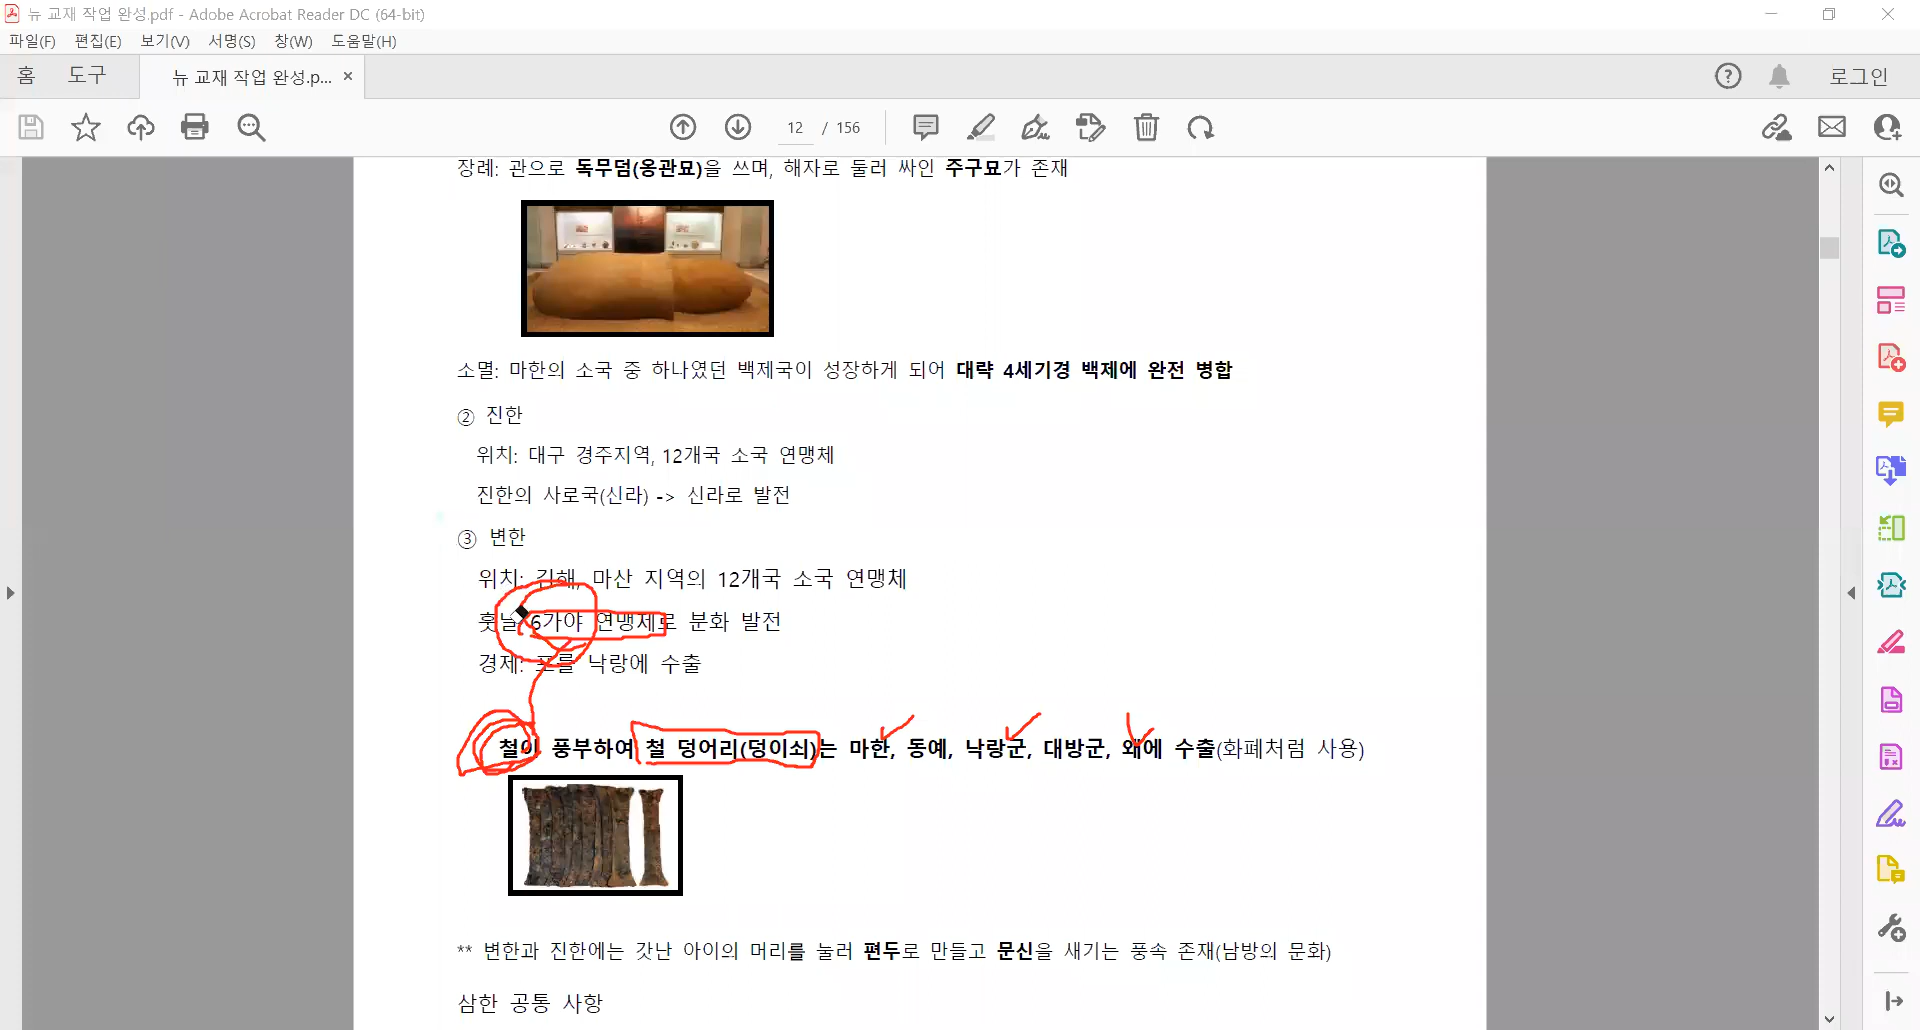 뉴 교재 작업 완성.pdf - Adobe Acrobat Reader DC (64-bit)
파일(F) 편집(E) 보기(V) 서명(S) 창(W) 도움말(H)
홈 도구 뉴 교재 작업 완성.p... × 로그인
12 / 156
장례: 관으로 독무덤(옹관묘)을 쓰며, 해자로 둘러 싸인 주구묘가 존재
소멸: 마한의 소국 중 하나였던 백제국이 성장하게 되어 대략 4세기경 백제에 완전 병합
② 진한
위치: 대구 경주지역, 12개국 소국 연맹체
진한의 사로국(신라) -> 신라로 발전
③ 변한
위치: 김해, 마산 지역의 12개국 소국 연맹체
훗날 6가야 연맹제로 분화 발전
경제: 포를 낙랑에 수출
철이 풍부하여 철 덩어리(덩이쇠)는 마한, 동예, 낙랑군, 대방군, 왜에 수출(화폐처럼 사용)
** 변한과 진한에는 갓난 아이의 머리를 눌러 편두로 만들고 문신을 새기는 풍속 존재(남방의 문화)
삼한 공통 사항